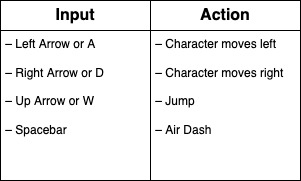 Input Action
– Left Arrow or A – Character moves left
– Right Arrow or D – Character moves right
– Up Arrow or W – Jump
– Spacebar – Air Dash